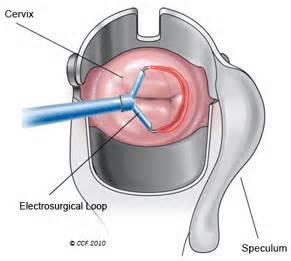 Cervix
Electrosurgical Loop
© CCF 2010
Speculum